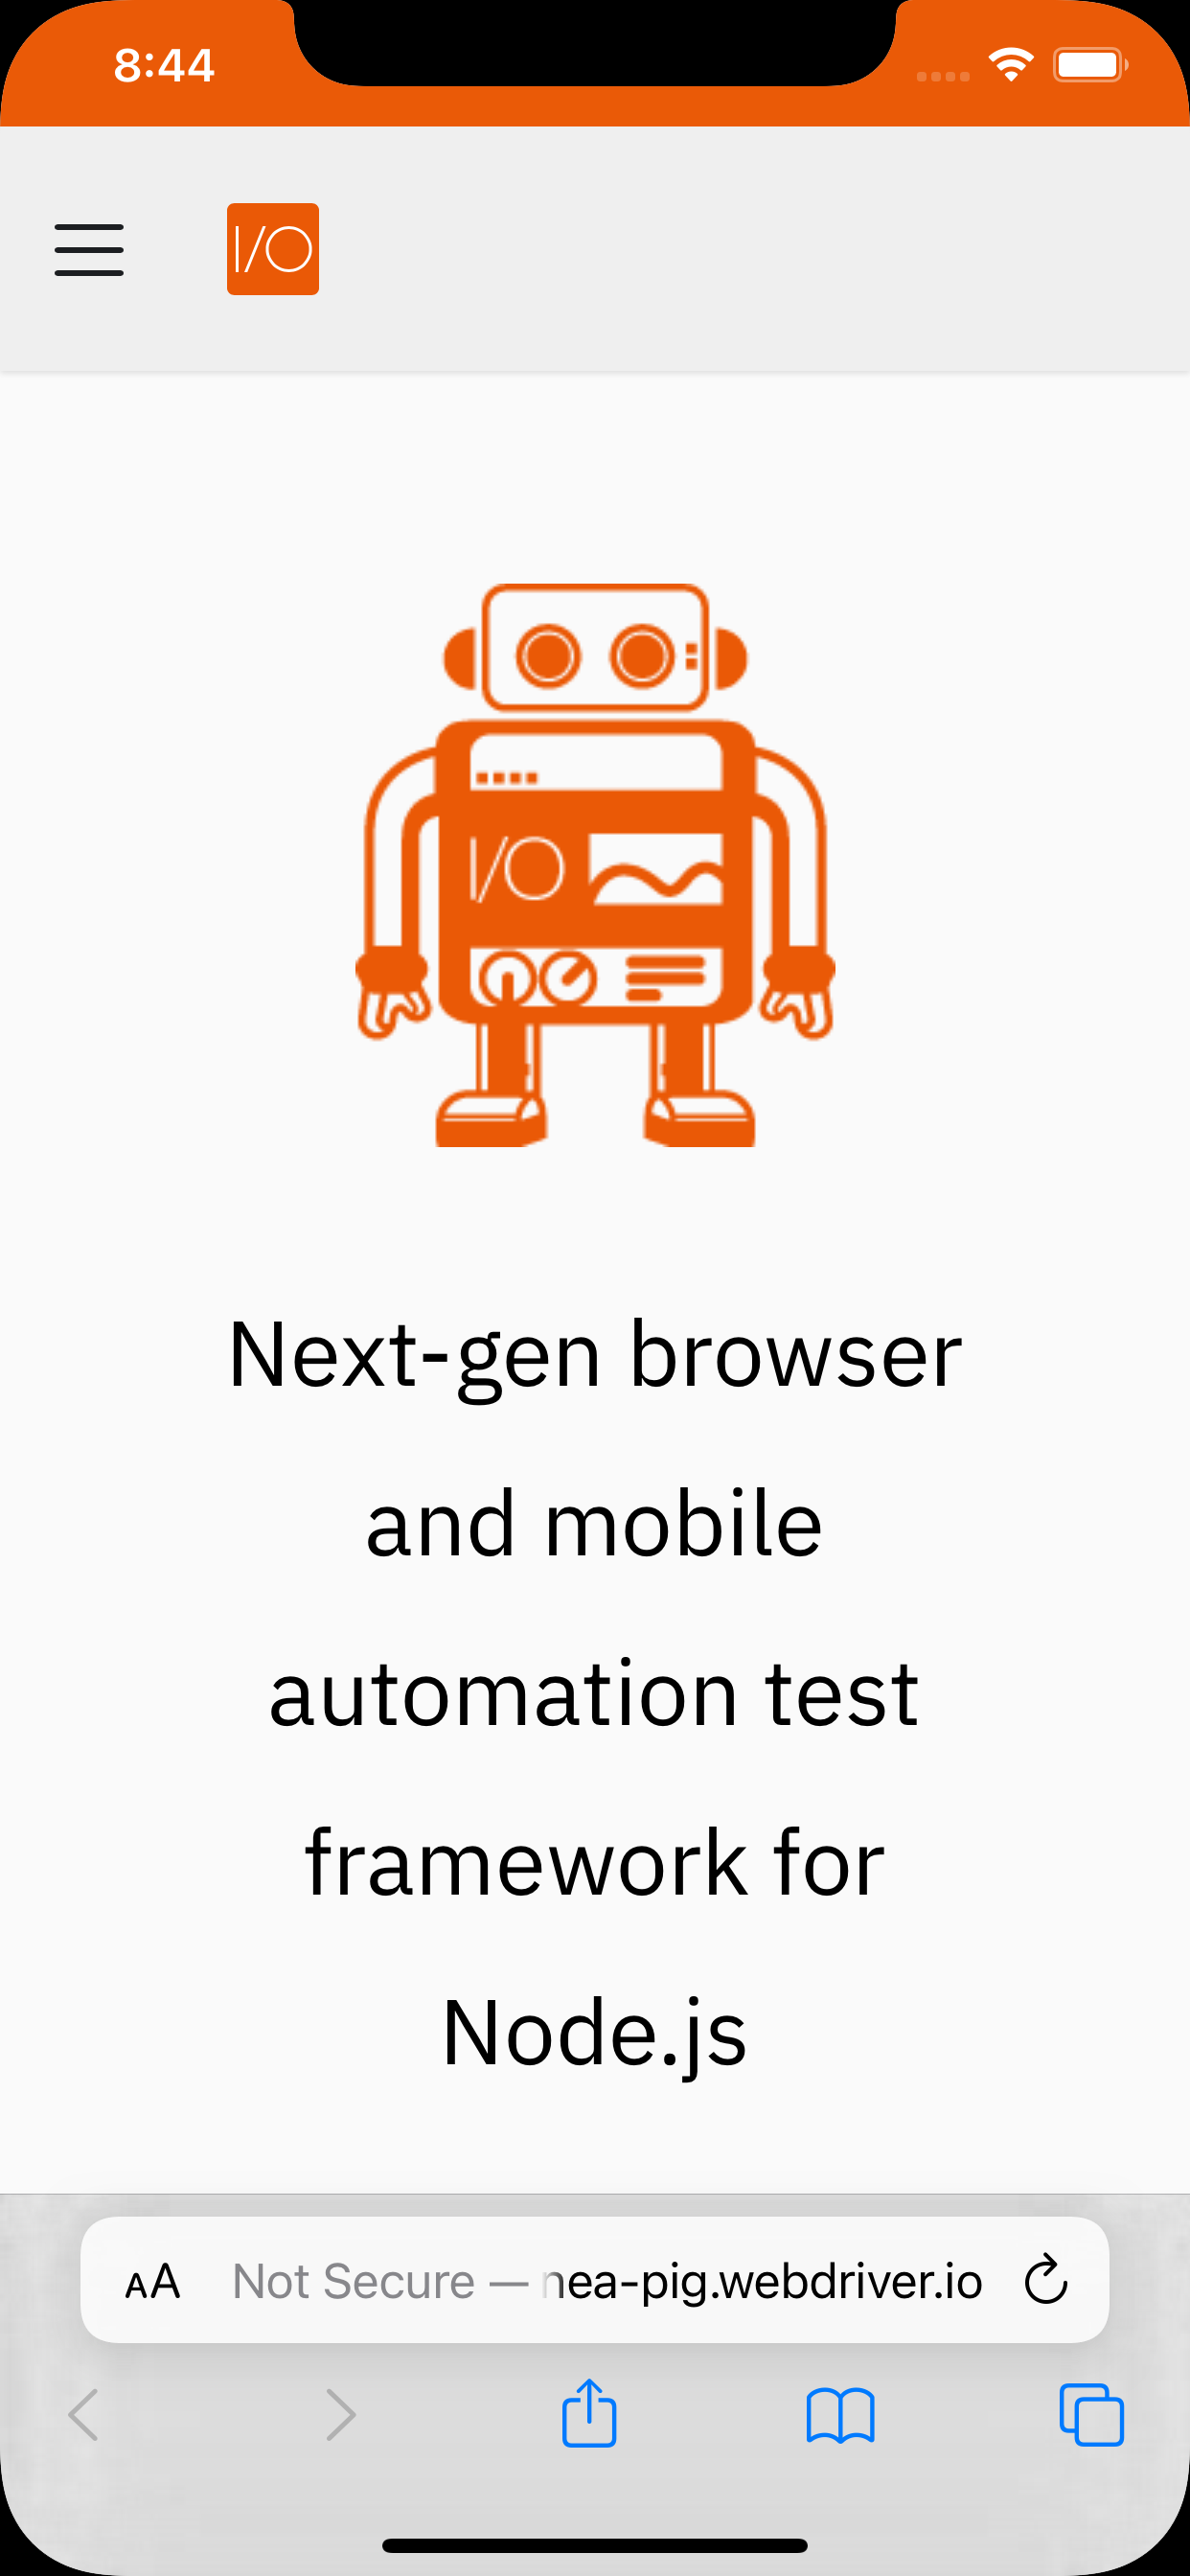 8:44
I/O
I/O
Next-gen browser
and mobile
automation test
framework for
Node.js
AA Not Secure — nea-pig.webdriver.io